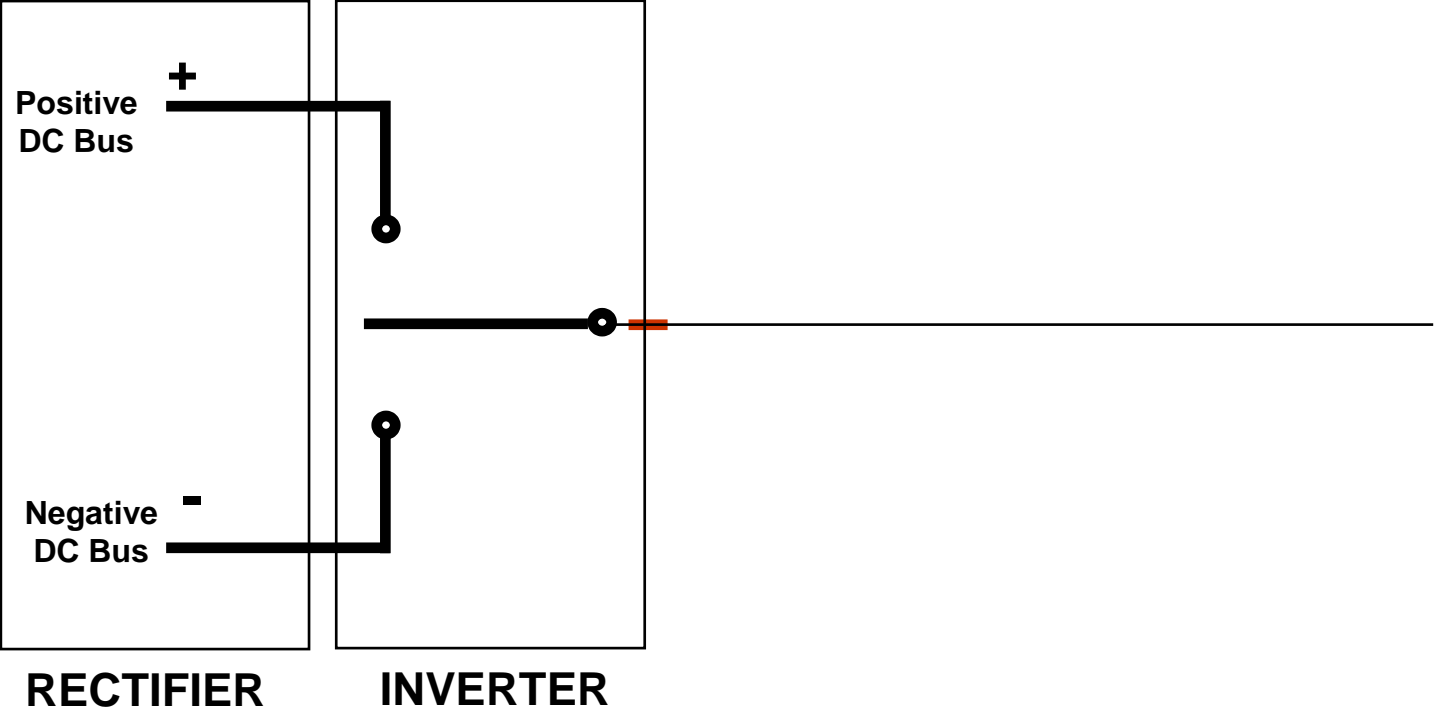 +
Positive
DC Bus
-
Negative
DC Bus
RECTIFIER
INVERTER